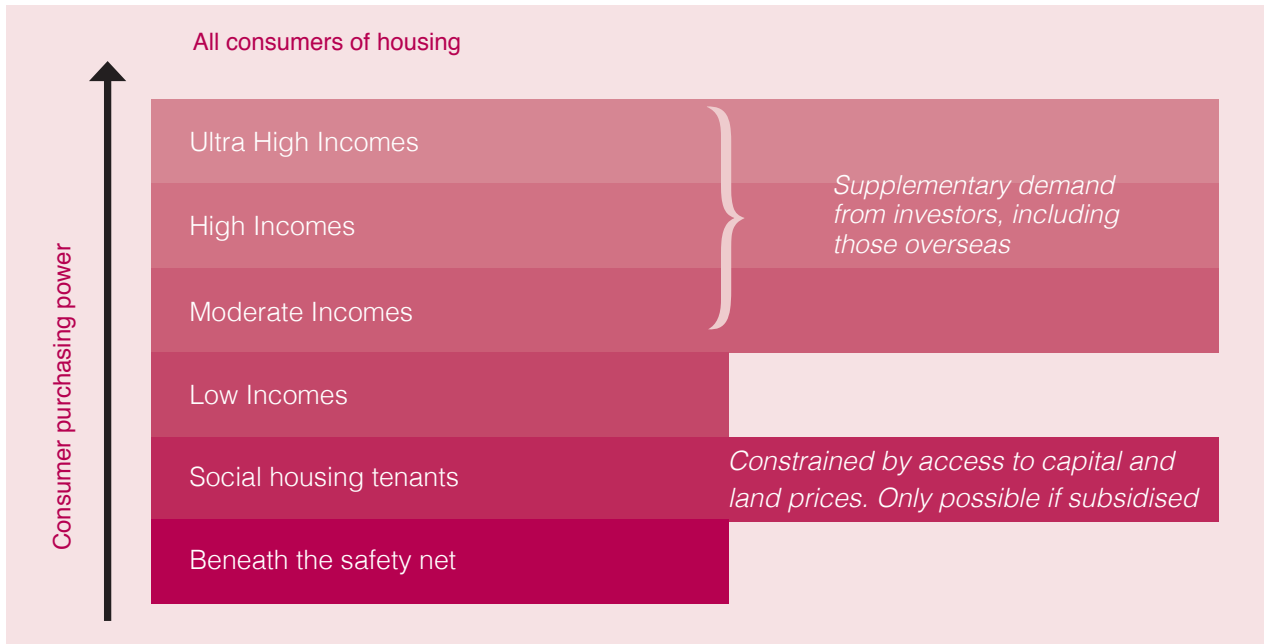 All consumers of housing
Consumer purchasing power
Ultra High Incomes
High Incomes
Moderate Incomes
Low Incomes
Social housing tenants
Beneath the safety net
Supplementary demand
from investors, including
those overseas
Constrained by access to capital and
land prices. Only possible if subsidised